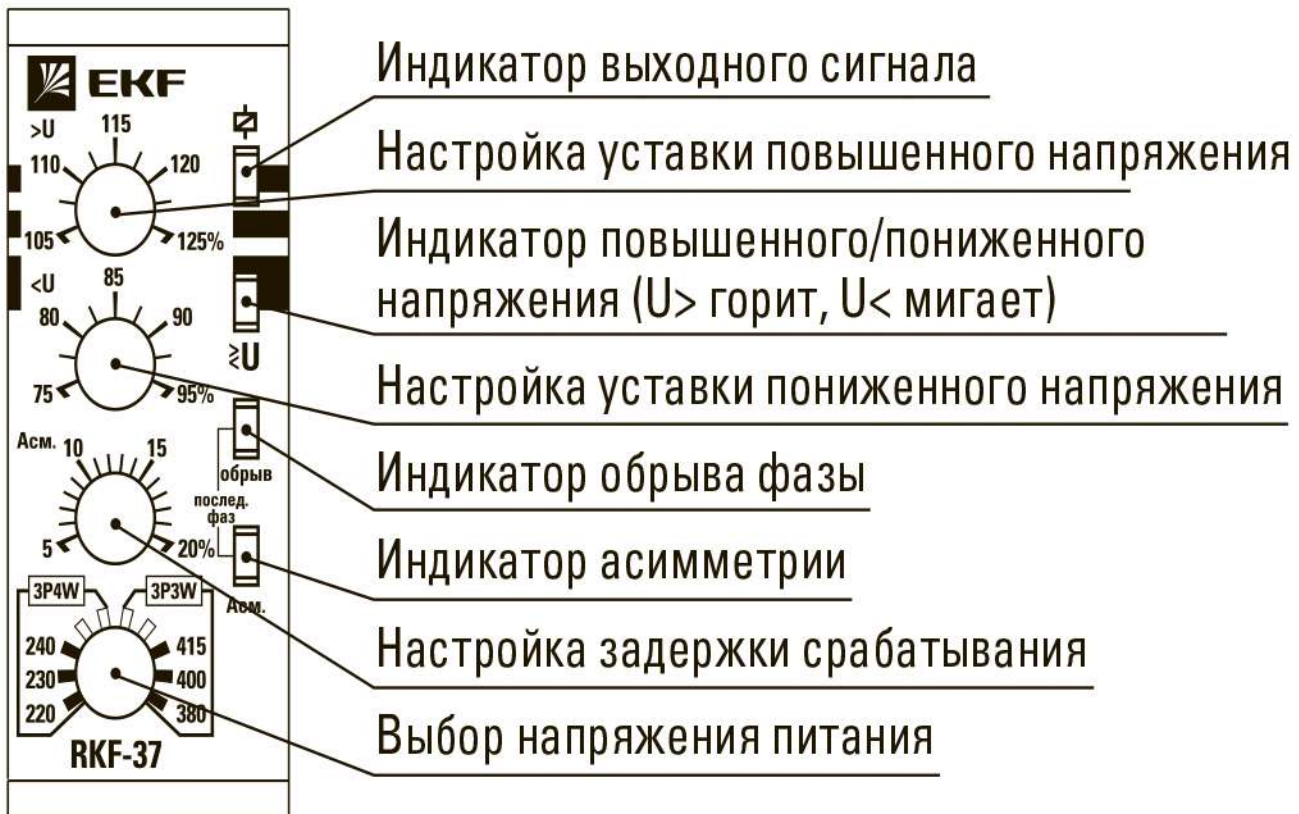 EKF
>U
115
110
120
105
125%
<U
85
80
90
75
95%
≷U
Асм.
10
15
5
20%
обрыв
послед.
фаз
Асм.
3P4W
3P3W
240
415
230
400
220
380
RKF-37
Индикатор выходного сигнала
Настройка уставки повышенного напряжения
Индикатор повышенного/пониженного
напряжения (U> горит, U< мигает)
Настройка уставки пониженного напряжения
Индикатор обрыва фазы
Индикатор асимметрии
Настройка задержки срабатывания
Выбор напряжения питания